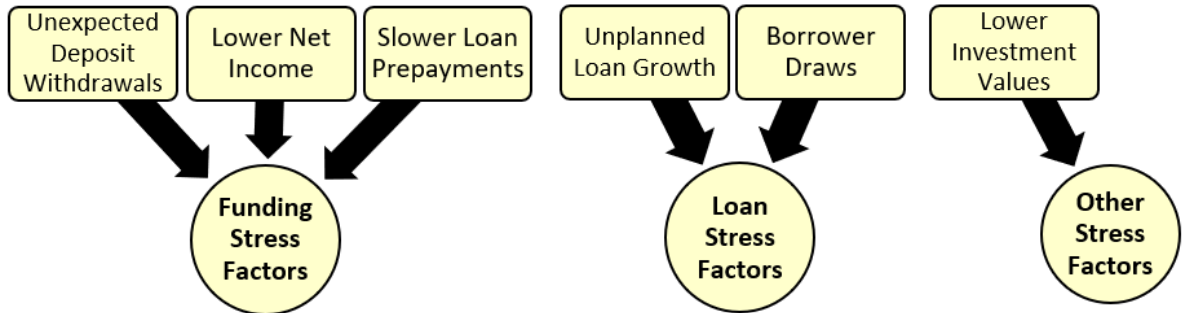 Unexpected
Deposit
Withdrawals
Lower Net
Income
Slower Loan
Prepayments
Unplanned
Loan Growth
Borrower
Draws
Lower
Investment
Values
Funding
Stress
Factors
Loan
Stress
Factors
Other
Stress
Factors